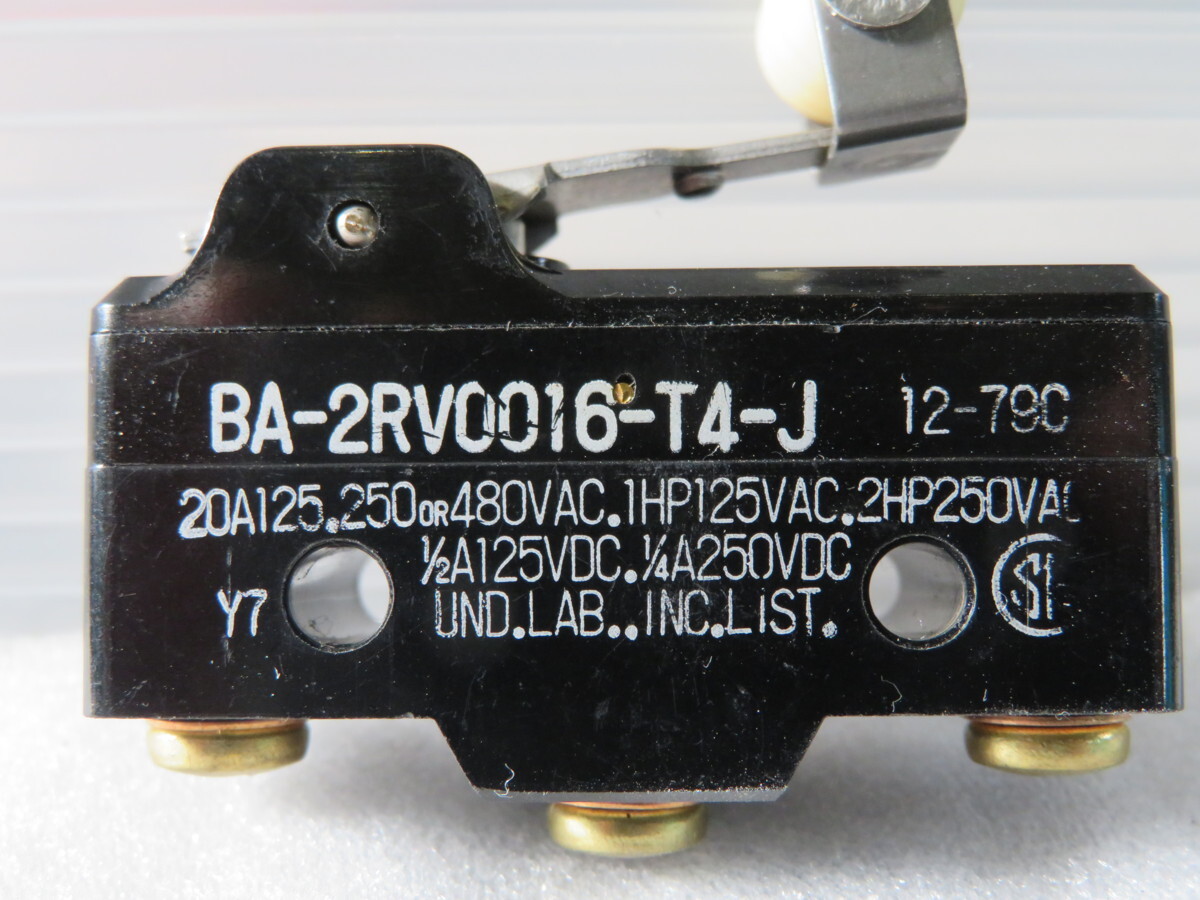 BA-2RV0016-T4-J 12-79C
20A125.250OR480VAC.1HP125VAC.2HP250VAC
½A125VDC.¼A250VDC
Y7
UND.LAB..INC.LIST.